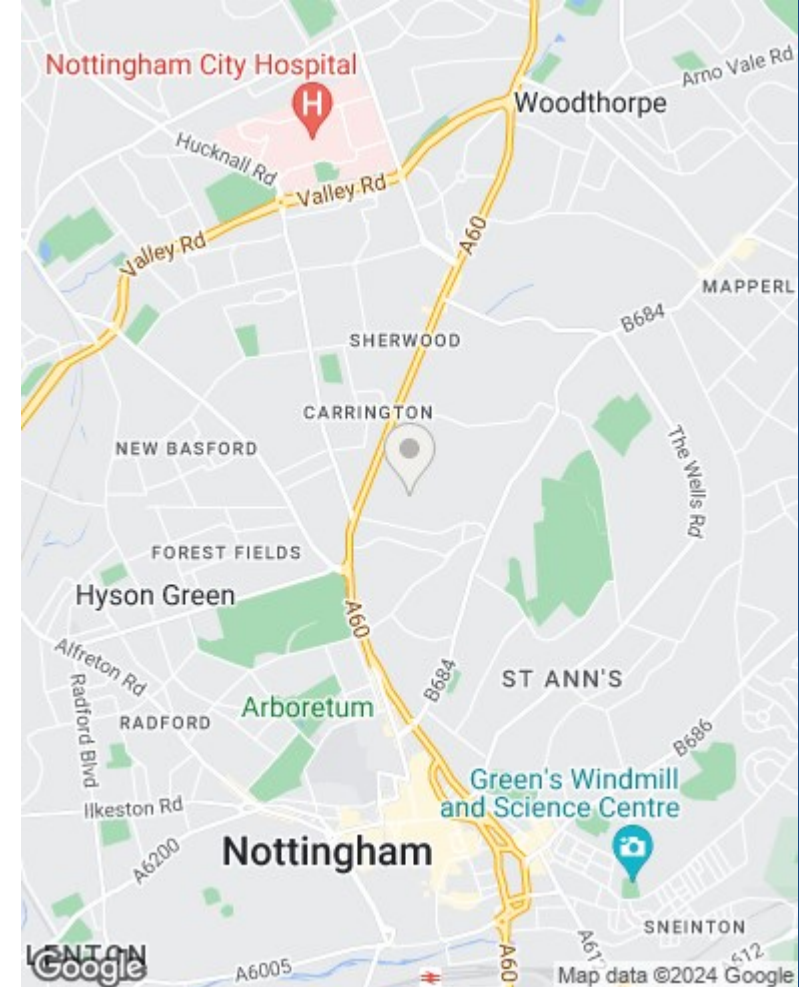 Nottingham City Hospital
H
Arno Vale Rd
Woodthorpe
Hucknall Rd
Valley Rd
Valley Rd
A60
MAPPERL
B684
SHERWOOD
CARRINGTON
NEW BASFORD
The Wells Rd
FOREST FIELDS
Hyson Green
A60
Alfreton Rd
B684
ST ANN'S
Radford Blvd
Arboretum
RADFORD
B686
Green's Windmill
and Science Centre
Ilkeston Rd
A6200
Nottingham
SNEINTON
LENTON
Google
A6005
A60
A612
Map data ©2024 Google